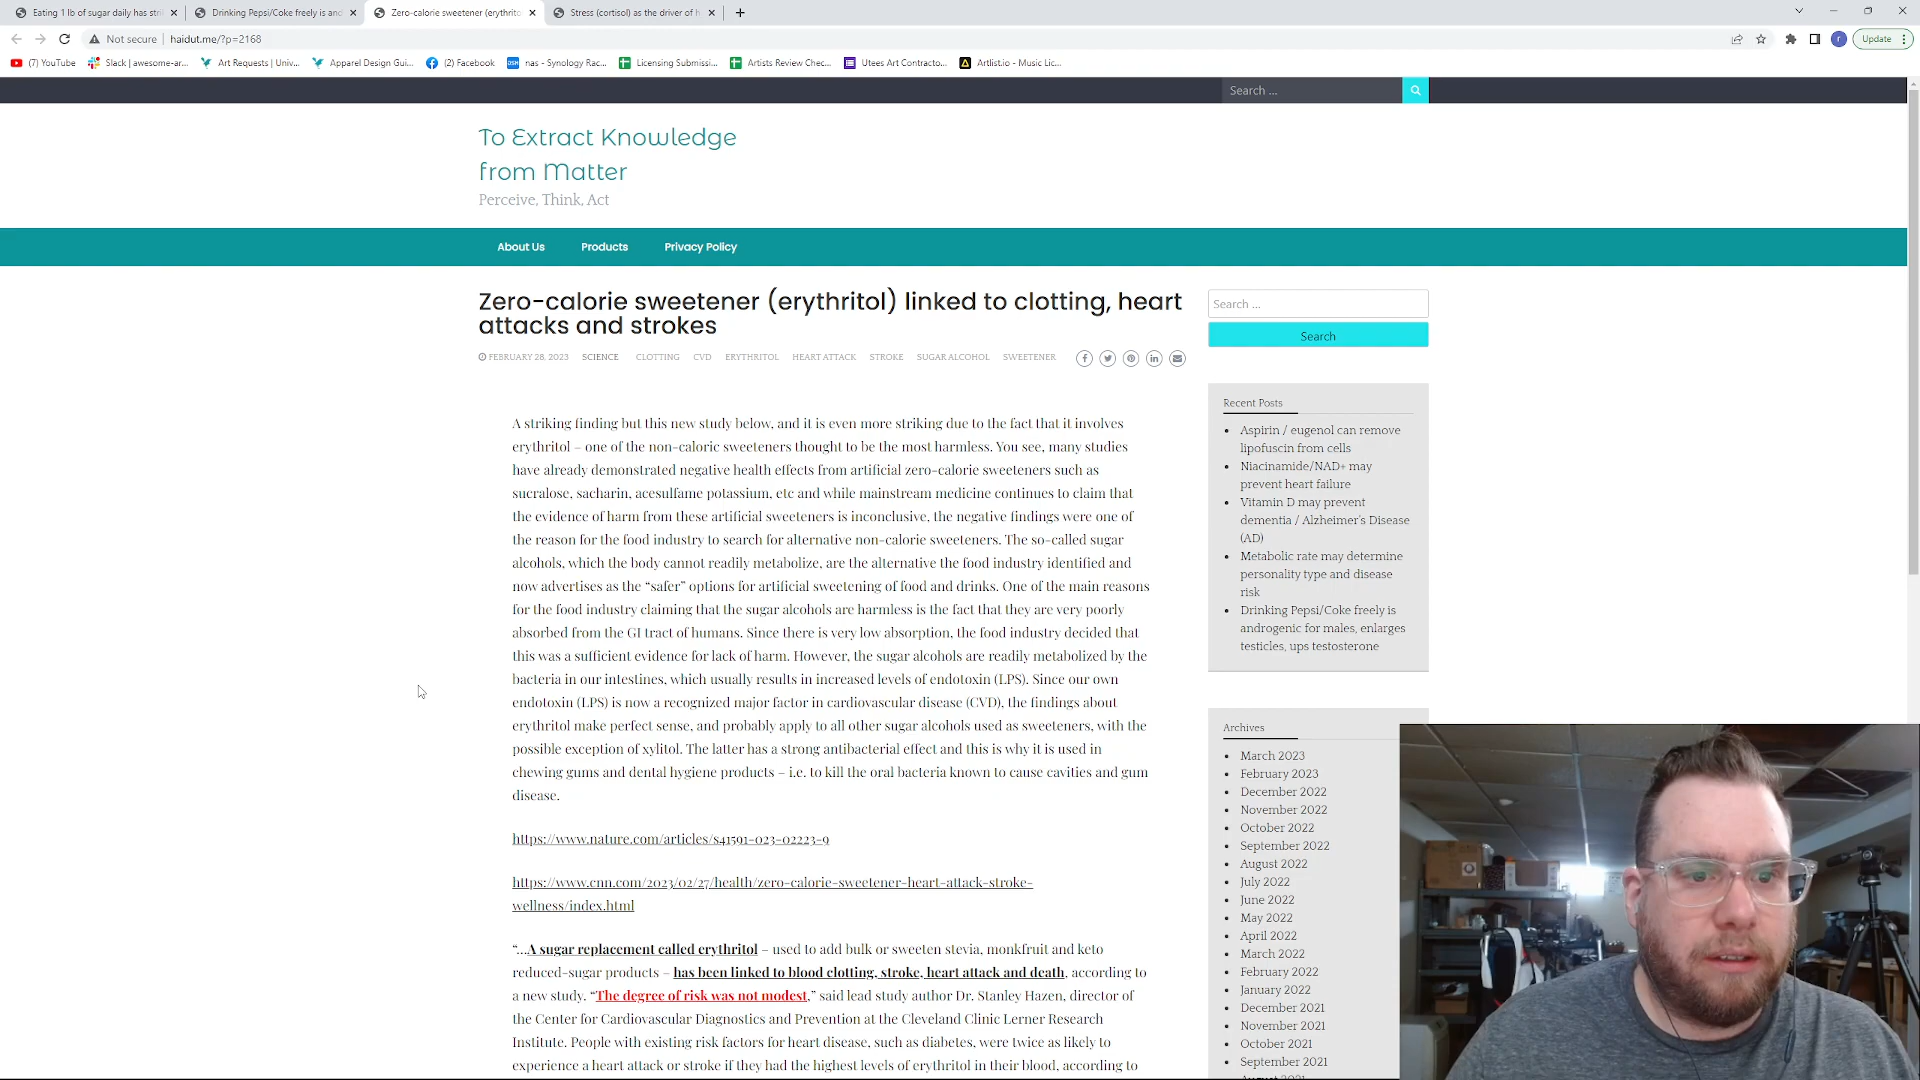 Eating 1 lb of sugar daily has stri
Drinking Pepsi/Coke freely is and
Zero-calorie sweetener (erythrito
Stress (cortisol) as the driver of h
Not secure
haidut.me/?p=2168
Update
(7) YouTube
Slack | awesome-ar...
Art Requests | Univ...
Apparel Design Gui...
(2) Facebook
nas - Synology Rac...
Licensing Submissi...
Artists Review Chec...
Utees Art Contracto...
Artlist.io - Music Lic...
Search ...
To Extract Knowledge
from Matter
Perceive, Think, Act
About Us
Products
Privacy Policy
Zero-calorie sweetener (erythritol) linked to clotting, heart
attacks and strokes
FEBRUARY 28, 2023 SCIENCE CLOTTING CVD ERYTHRITOL HEART ATTACK STROKE SUGAR ALCOHOL SWEETENER
A striking finding but this new study below, and it is even more striking due to the fact that it involves
erythritol – one of the non-caloric sweeteners thought to be the most harmless. You see, many studies
have already demonstrated negative health effects from artificial zero-calorie sweeteners such as
sucralose, sacharin, acesulfame potassium, etc and while mainstream medicine continues to claim that
the evidence of harm from these artificial sweeteners is inconclusive, the negative findings were one of
the reason for the food industry to search for alternative non-calorie sweeteners. The so-called sugar
alcohols, which the body cannot readily metabolize, are the alternative the food industry identified and
now advertises as the “safer” options for artificial sweetening of food and drinks. One of the main reasons
for the food industry claiming that the sugar alcohols are harmless is the fact that they are very poorly
absorbed from the GI tract of humans. Since there is very low absorption, the food industry decided that
this was a sufficient evidence for lack of harm. However, the sugar alcohols are readily metabolized by the
bacteria in our intestines, which usually results in increased levels of endotoxin (LPS). Since our own
endotoxin (LPS) is now a recognized major factor in cardiovascular disease (CVD), the findings about
erythritol make perfect sense, and probably apply to all other sugar alcohols used as sweeteners, with the
possible exception of xylitol. The latter has a strong antibacterial effect and this is why it is used in
chewing gums and dental hygiene products – i.e. to kill the oral bacteria known to cause cavities and gum
disease.
https://www.nature.com/articles/s41591-023-02223-9
https://www.cnn.com/2023/02/27/health/zero-calorie-sweetener-heart-attack-stroke-
wellness/index.html
“…A sugar replacement called erythritol – used to add bulk or sweeten stevia, monkfruit and keto
reduced-sugar products – has been linked to blood clotting, stroke, heart attack and death, according to
a new study. “The degree of risk was not modest,” said lead study author Dr. Stanley Hazen, director of
the Center for Cardiovascular Diagnostics and Prevention at the Cleveland Clinic Lerner Research
Institute. People with existing risk factors for heart disease, such as diabetes, were twice as likely to
experience a heart attack or stroke if they had the highest levels of erythritol in their blood, according to
Search ...
Search
Recent Posts
Aspirin / eugenol can remove
lipofuscin from cells
Niacinamide/NAD+ may
prevent heart failure
Vitamin D may prevent
dementia / Alzheimer’s Disease
(AD)
Metabolic rate may determine
personality type and disease
risk
Drinking Pepsi/Coke freely is
androgenic for males, enlarges
testicles, ups testosterone
Archives
March 2023
February 2023
December 2022
November 2022
October 2022
September 2022
August 2022
July 2022
June 2022
May 2022
April 2022
March 2022
February 2022
January 2022
December 2021
November 2021
October 2021
September 2021
August 2021